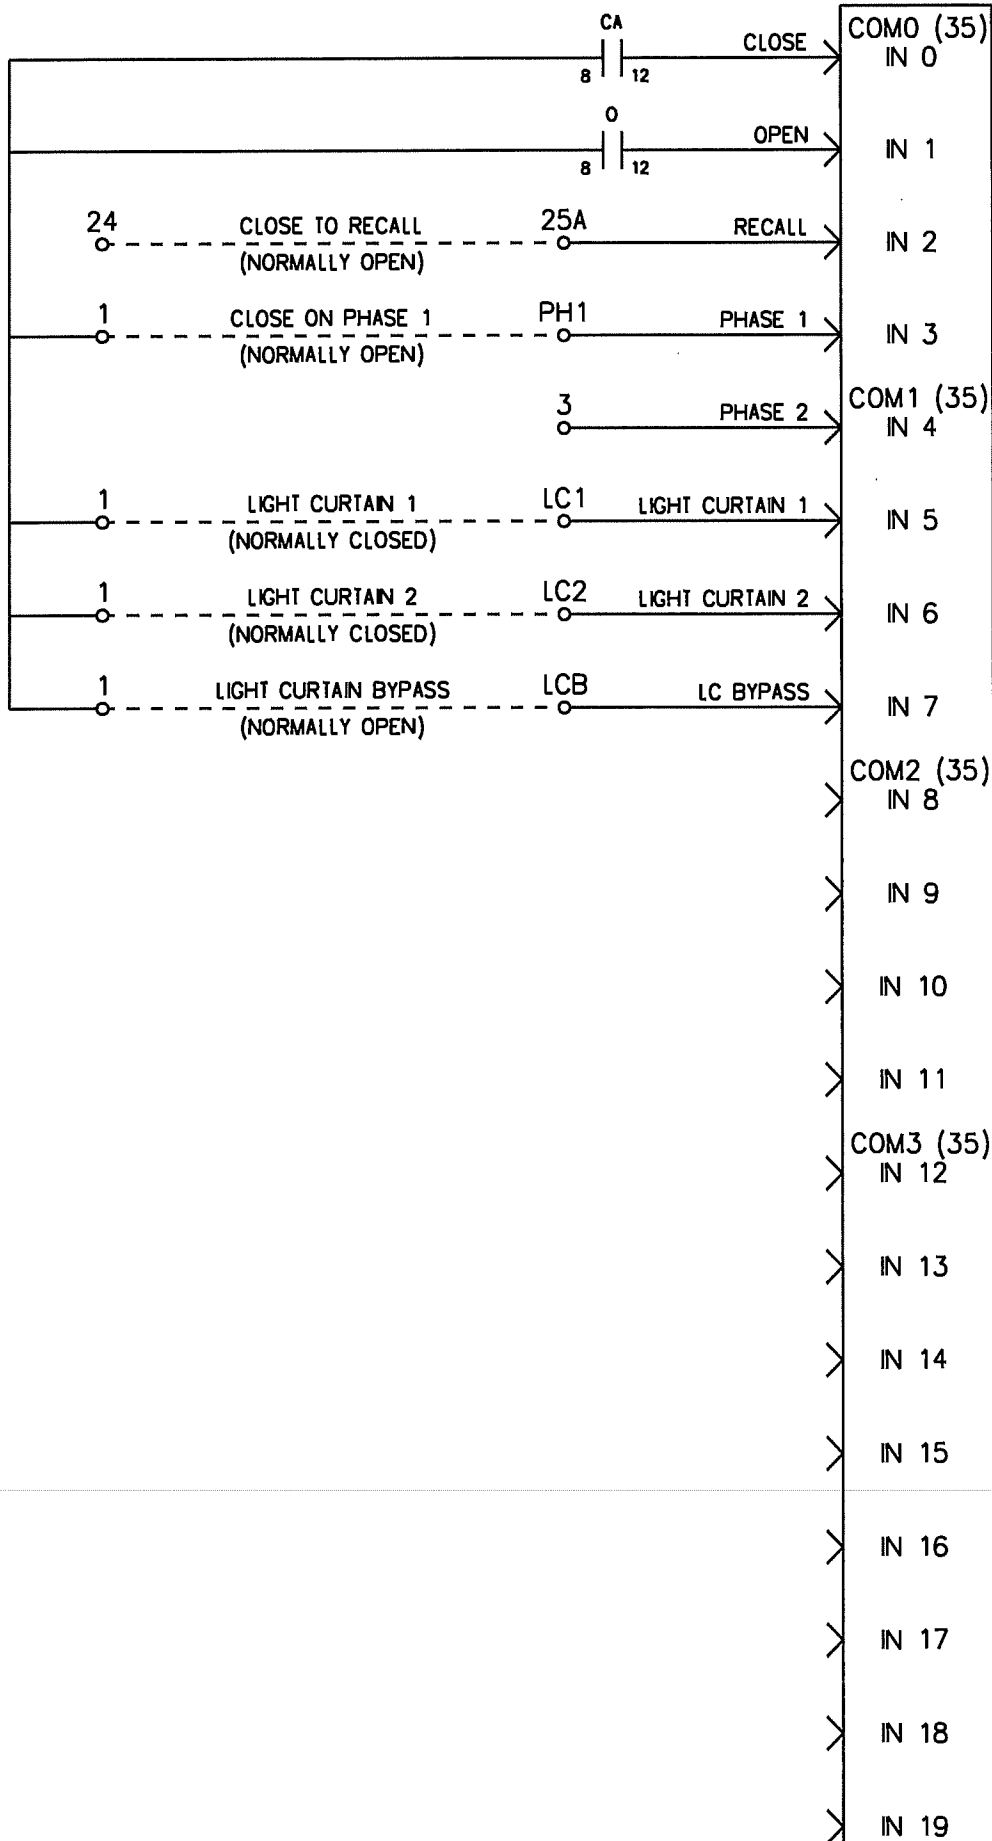 CA
COM0 (35)
CLOSE
IN 0
8 12
O
OPEN
IN 1
8 12
24 CLOSE TO RECALL 25A RECALL
IN 2
(NORMALLY OPEN)
1 CLOSE ON PHASE 1 PH1 PHASE 1
IN 3
(NORMALLY OPEN)
COM1 (35)
3 PHASE 2
IN 4
1 LIGHT CURTAIN 1 LC1 LIGHT CURTAIN 1
IN 5
(NORMALLY CLOSED)
1 LIGHT CURTAIN 2 LC2 LIGHT CURTAIN 2
IN 6
(NORMALLY CLOSED)
1 LIGHT CURTAIN BYPASS LCB LC BYPASS
IN 7
(NORMALLY OPEN)
COM2 (35)
IN 8
IN 9
IN 10
IN 11
COM3 (35)
IN 12
IN 13
IN 14
IN 15
IN 16
IN 17
IN 18
IN 19